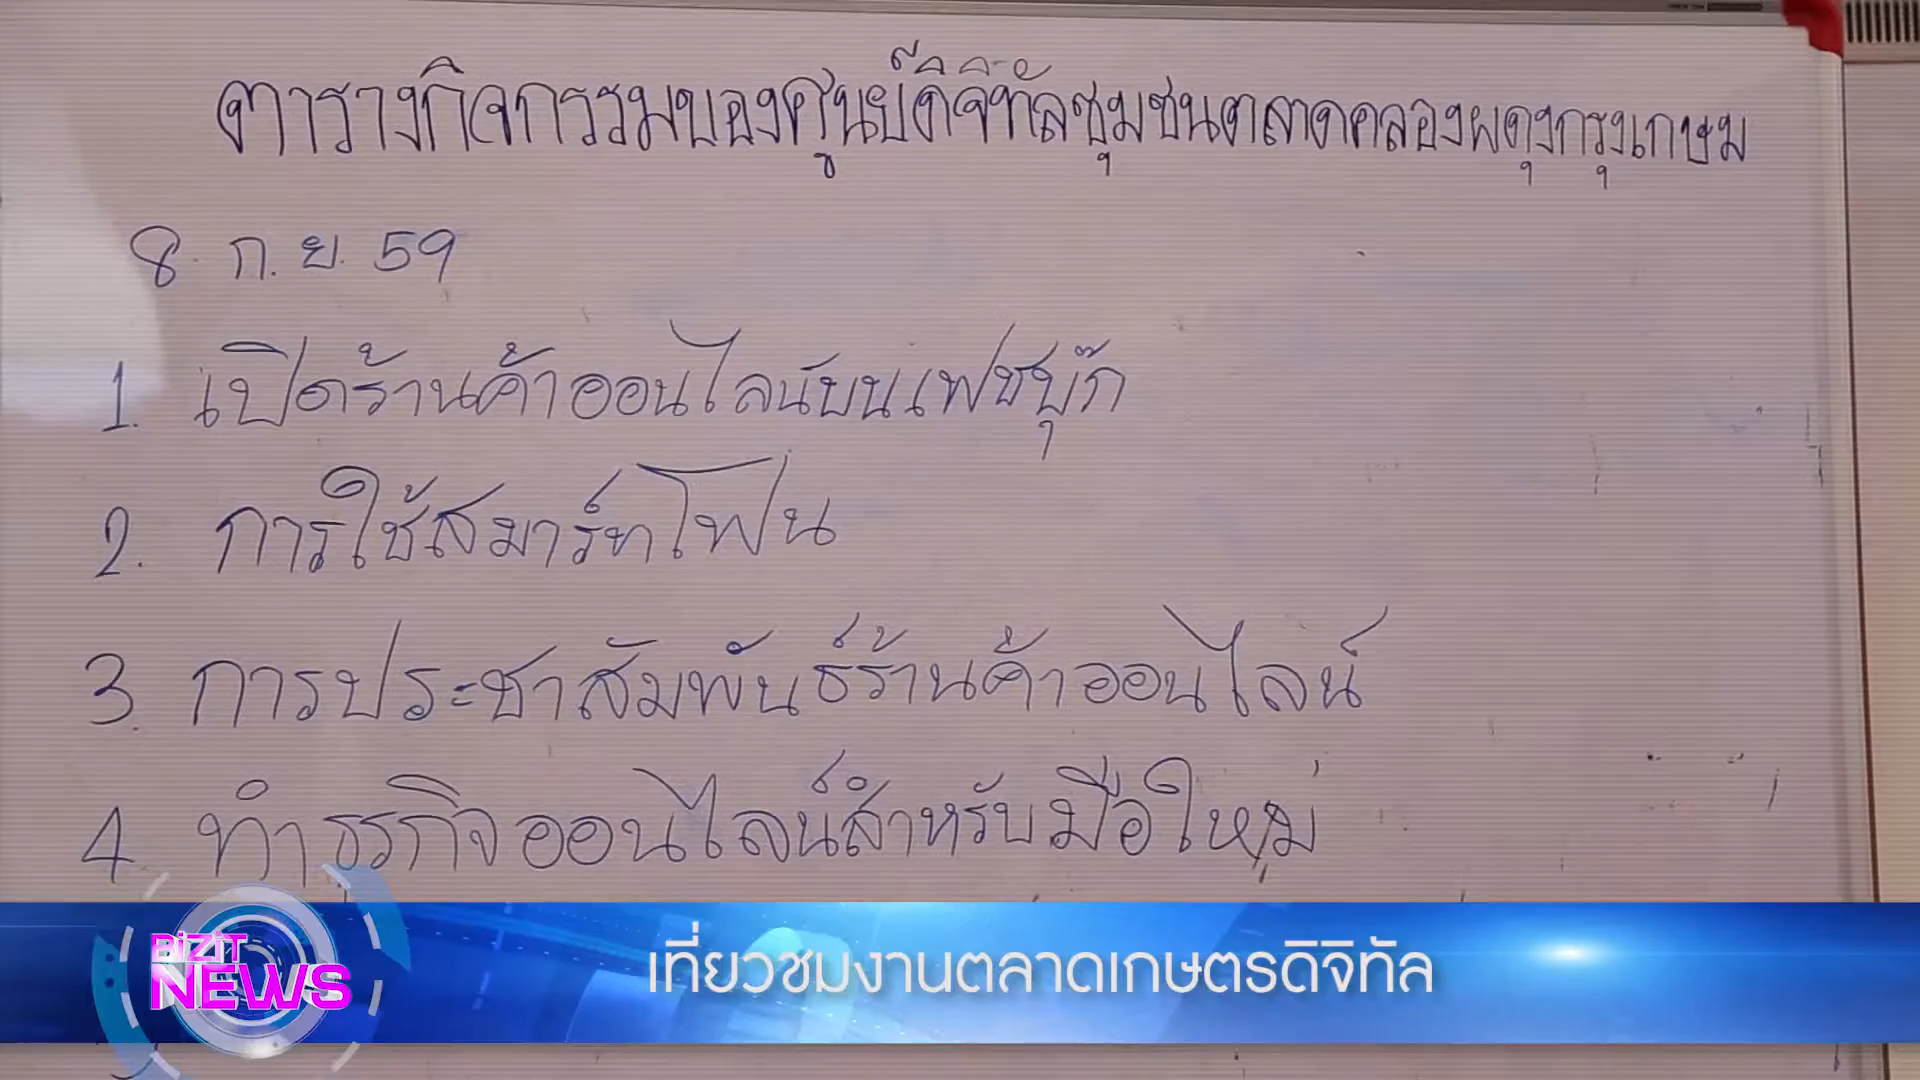 ตารางกิจกรรมของศูนย์ดิจิทัลชุมชนตลาดคลองผดุงกรุงเกษม
8 ก.ย. 59
1. เปิดร้านค้าออนไลน์บนเฟซบุ๊ก
2. การใช้สมาร์ทโฟน
3. การประชาสัมพันธ์ร้านค้าออนไลน์
4. ทำธุรกิจออนไลน์สำหรับมือใหม่
BiZiT
NEWS
เที่ยวชมงานตลาดเกษตรดิจิทัล